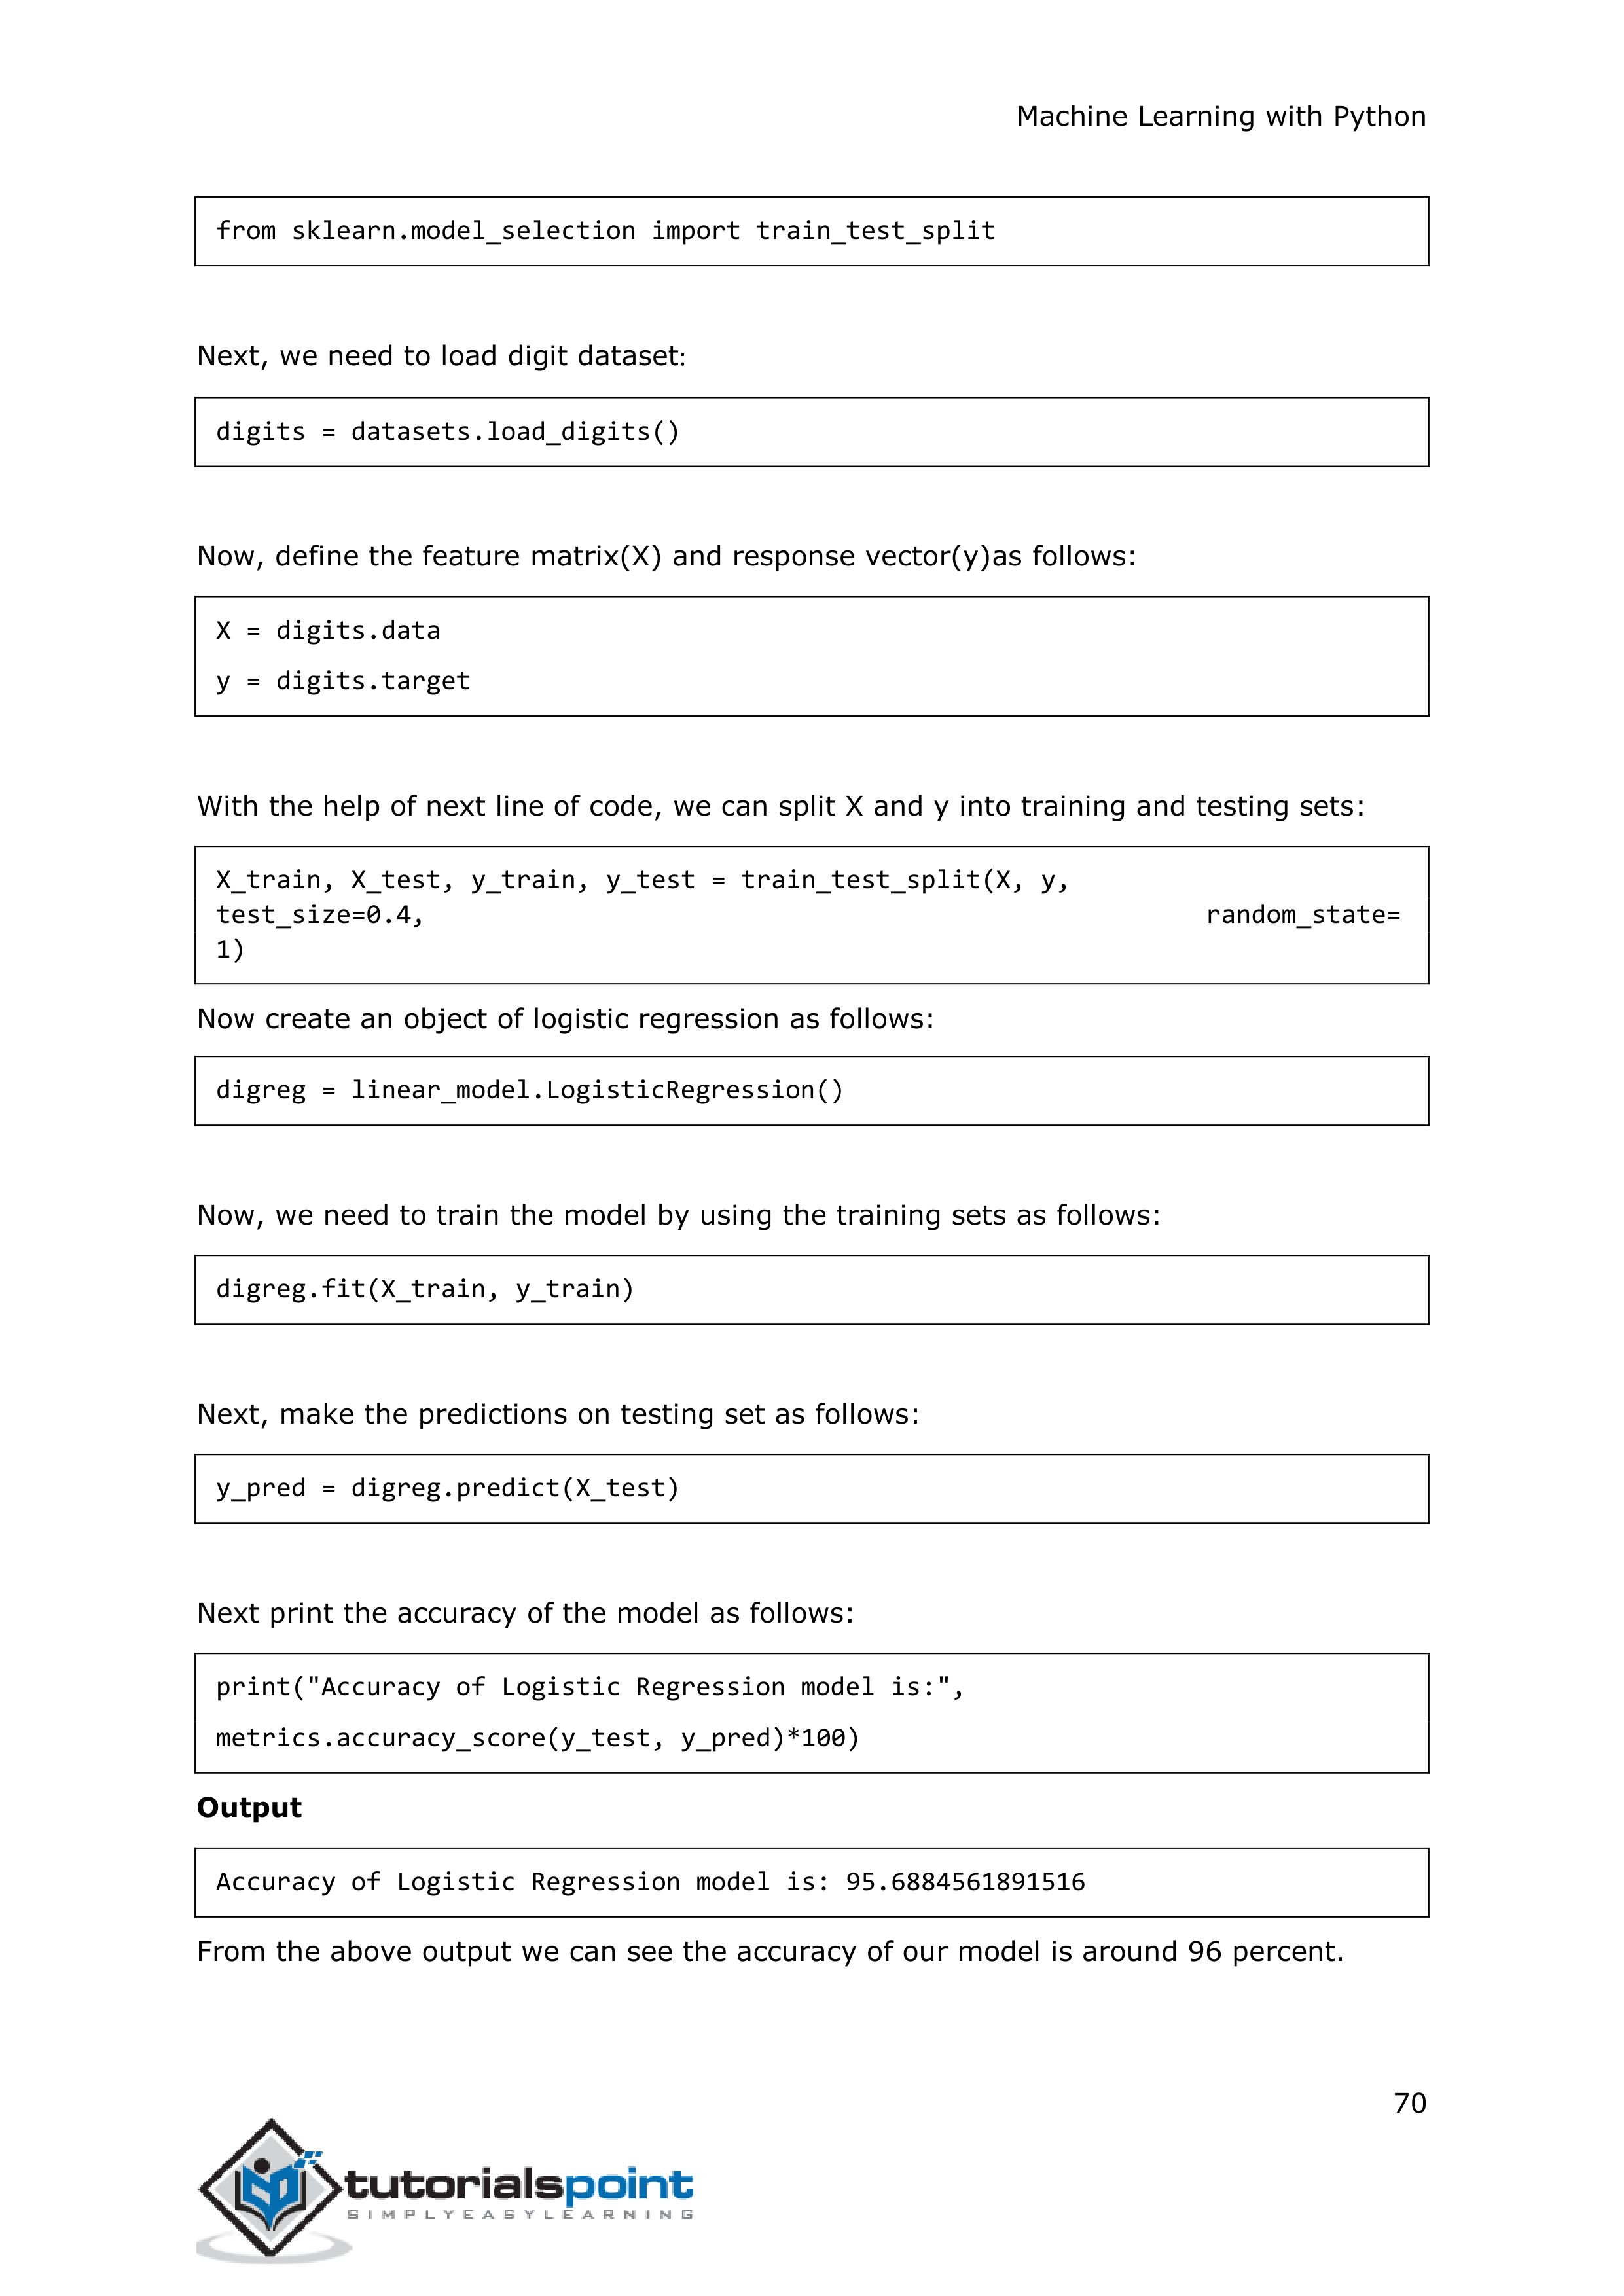 Machine Learning with Python
from sklearn.model_selection import train_test_split
Next, we need to load digit dataset:
digits = datasets.load_digits()
Now, define the feature matrix(X) and response vector(y)as follows:
X = digits.data
y = digits.target
With the help of next line of code, we can split X and y into training and testing sets:
X_train, X_test, y_train, y_test = train_test_split(X, y,
test_size=0.4, random_state=
1)
Now create an object of logistic regression as follows:
digreg = linear_model.LogisticRegression()
Now, we need to train the model by using the training sets as follows:
digreg.fit(X_train, y_train)
Next, make the predictions on testing set as follows:
y_pred = digreg.predict(X_test)
Next print the accuracy of the model as follows:
print("Accuracy of Logistic Regression model is:",
metrics.accuracy_score(y_test, y_pred)*100)
Output
Accuracy of Logistic Regression model is: 95.6884561891516
From the above output we can see the accuracy of our model is around 96 percent.
70
tutorialspoint
SIMPLYEASYLEARNING